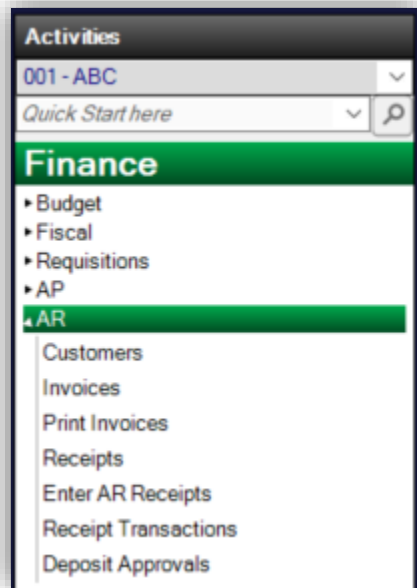 Activities
001 - ABC
Quick Start here
Finance
Budget
Fiscal
Requisitions
AP
AR
Customers
Invoices
Print Invoices
Receipts
Enter AR Receipts
Receipt Transactions
Deposit Approvals